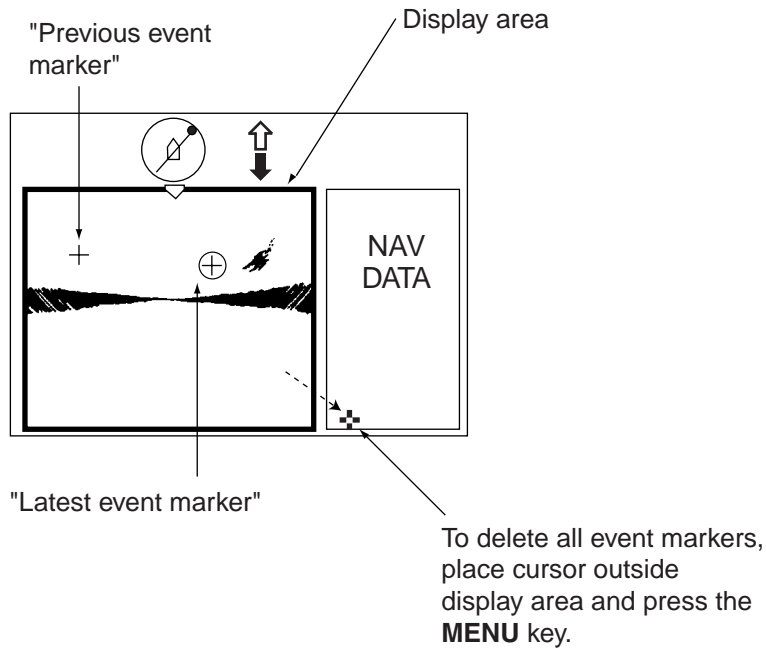 "Previous event
marker"
Display area
NAV
DATA
"Latest event marker"
To delete all event markers,
place cursor outside
display area and press the
MENU key.